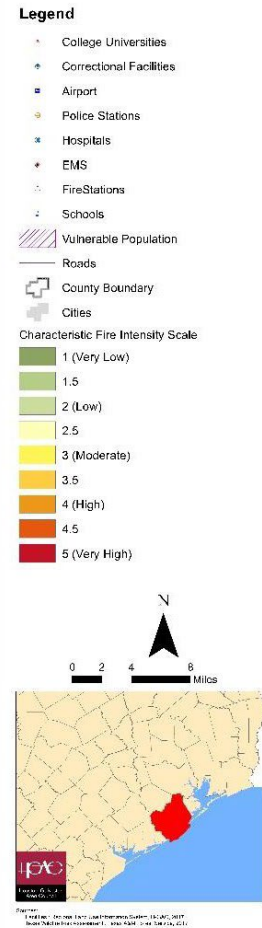 Legend
College Universities
Correctional Facilities
Airport
Police Stations
Hospitals
EMS
FireStations
Schools
Vulnerable Population
Roads
County Boundary
Cities
Characteristic Fire Intensity Scale
1 (Very Low)
1.5
2 (Low)
2.5
3 (Moderate)
3.5
4 (High)
4.5
5 (Very High)
N
0 2 4 8
Miles
Area Council